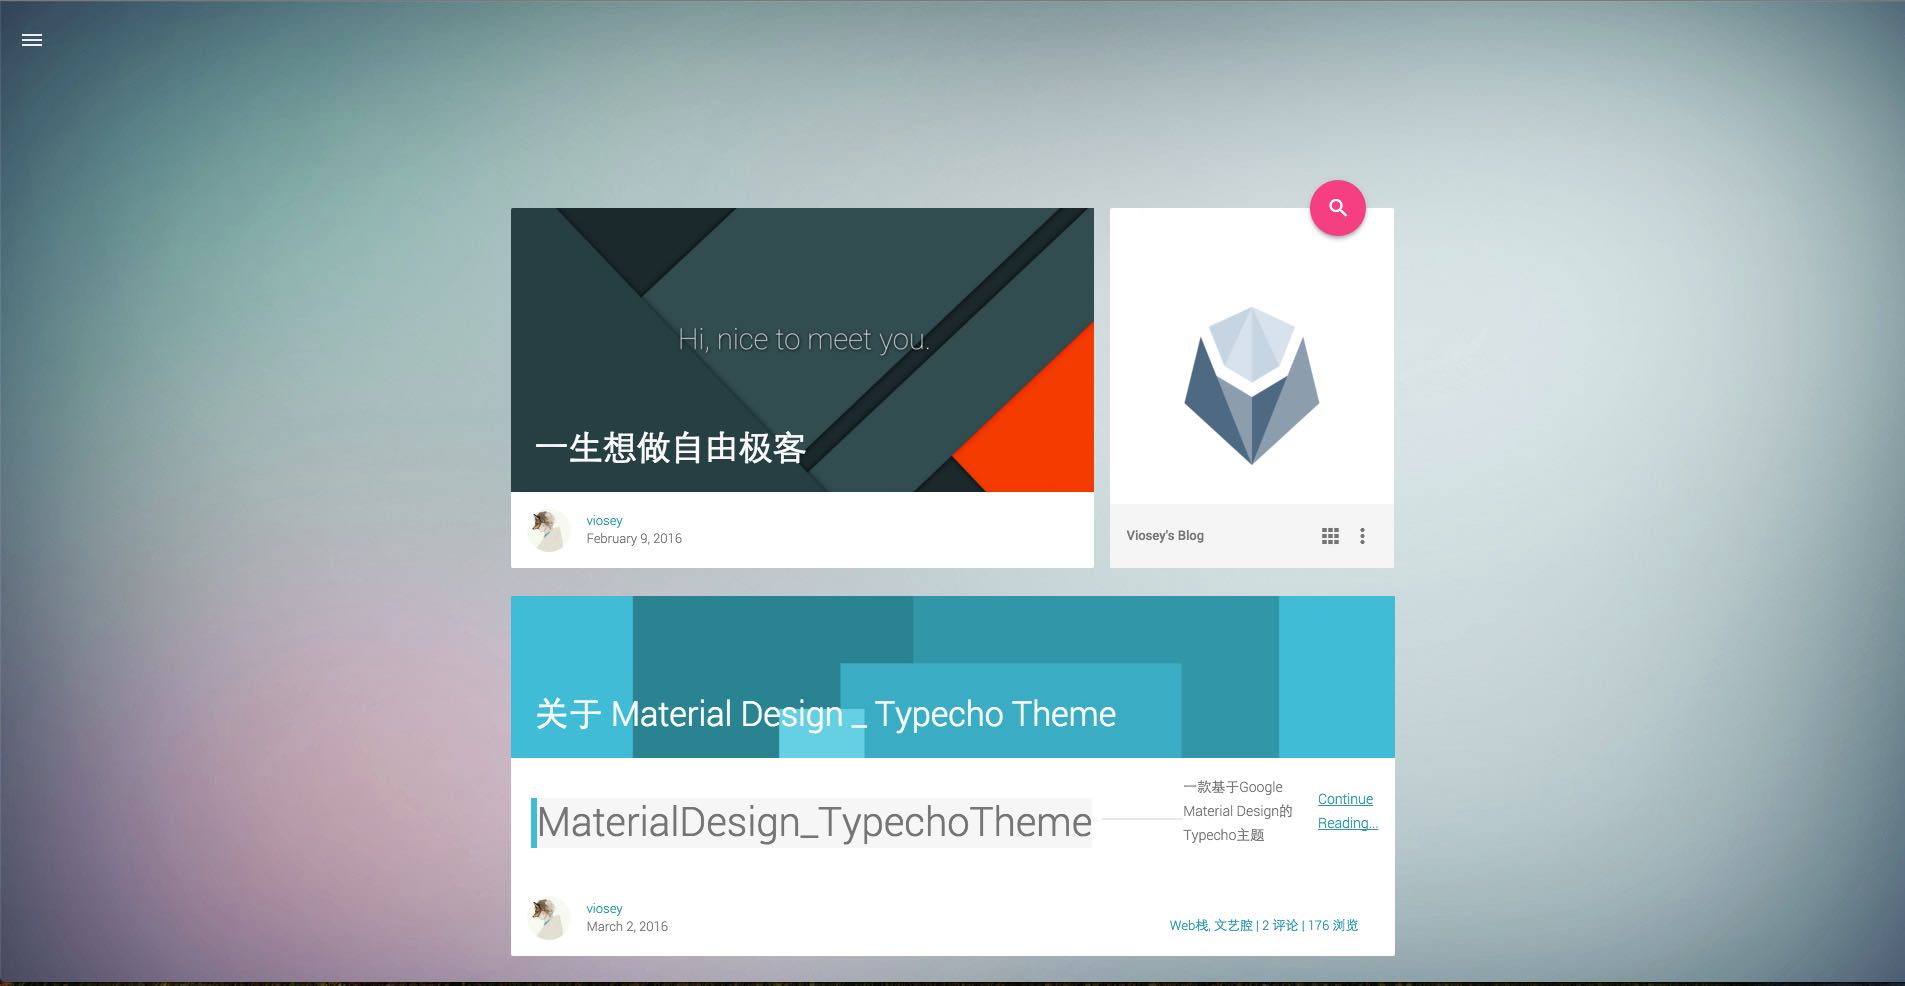 Hi, nice to meet you.
一生想做自由极客
viosey
February 9, 2016
Viosey's Blog
关于 Material Design _ Typecho Theme
MaterialDesign_TypechoTheme
一款基于Google
Material Design的
Typecho主题
Continue
Reading...
viosey
March 2, 2016
Web栈, 文艺腔 | 2 评论 | 176 浏览